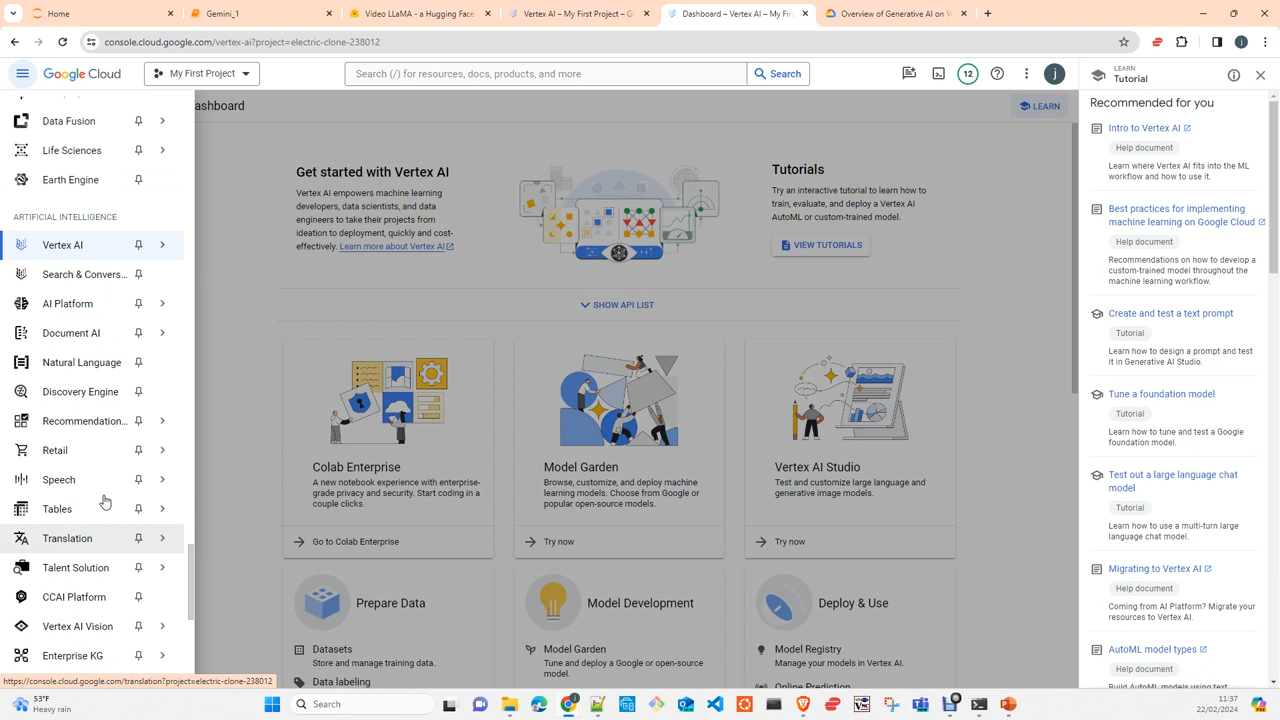 Home
Gemini_1
Video LLaMA - a Hugging Face
Vertex AI – My First Project – Go
Dashboard – Vertex AI – My First
Overview of Generative AI on V
console.cloud.google.com/vertex-ai?project=electric-clone-238012
j
Google Cloud
My First Project
Search (/) for resources, docs, products, and more
Search
12
j
LEARN
Tutorial
ashboard
LEARN
Data Fusion
Life Sciences
Earth Engine
ARTIFICIAL INTELLIGENCE
Vertex AI
Search & Convers...
AI Platform
Document AI
Natural Language
Discovery Engine
Recommendation...
Retail
Speech
Tables
Translation
Talent Solution
CCAI Platform
Vertex AI Vision
Enterprise KG
https://console.cloud.google.com/translation?project=electric-clone-238012
Get started with Vertex AI
Vertex AI empowers machine learning
developers, data scientists, and data
engineers to take their projects from
ideation to deployment, quickly and cost-
effectively. Learn more about Vertex AI
Tutorials
Try an interactive tutorial to learn how to
train, evaluate, and deploy a Vertex AI
AutoML or custom-trained model.
VIEW TUTORIALS
SHOW API LIST
Colab Enterprise
A new notebook experience with enterprise-
grade privacy and security. Start coding in a
couple clicks.
Go to Colab Enterprise
Model Garden
Browse, customize, and deploy machine
learning models. Choose from Google or
popular open-source models.
Try now
Vertex AI Studio
Test and customize large language and
generative image models.
Try now
Prepare Data
Datasets
Store and manage training data.
Data labeling
Model Development
Model Garden
Tune and deploy a Google or open-source
model.
Deploy & Use
Model Registry
Manage your models in Vertex AI.
Online Prediction
Recommended for you
Intro to Vertex AI
Help document
Learn where Vertex AI fits into the ML
workflow and how to use it.
Best practices for implementing
machine learning on Google Cloud
Help document
Recommendations on how to develop a
custom-trained model throughout the
machine learning workflow.
Create and test a text prompt
Tutorial
Learn how to design a prompt and test
it in Generative AI Studio.
Tune a foundation model
Tutorial
Learn how to tune and test a Google
foundation model.
Test out a large language chat
model
Tutorial
Learn how to use a multi-turn large
language chat model.
Migrating to Vertex AI
Help document
Coming from AI Platform? Migrate your
resources to Vertex AI.
AutoML model types
Help document
Build AutoML models using text,
53°F
Heavy rain
Search
11:37
22/02/2024